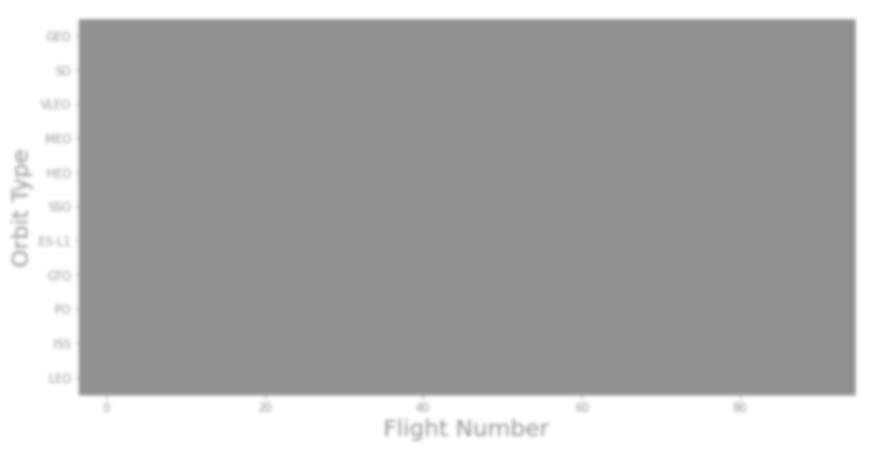 GEO
SO
VLEO
MEO
HEO
SSO
ES-L1
GTO
PO
ISS
LEO
Orbit Type
0
20
40
60
80
Flight Number